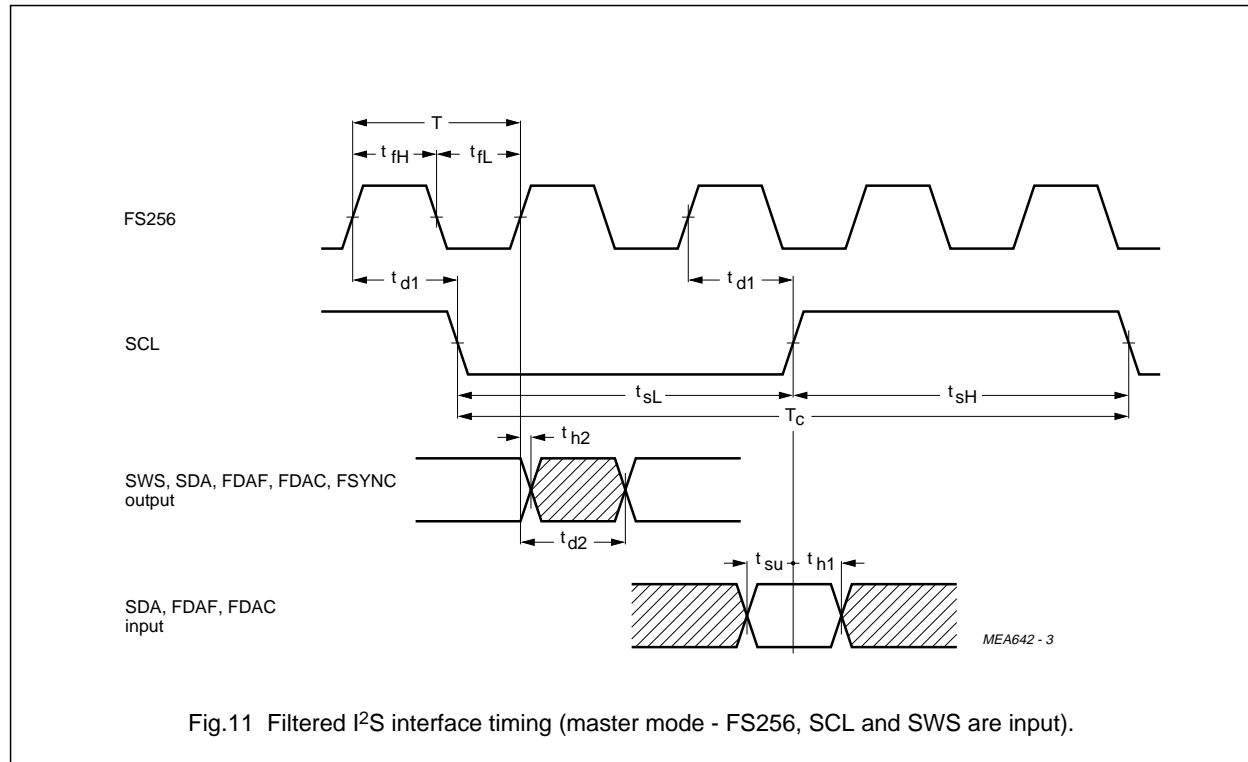 T
t fH
t fL
FS256
t d1
t d1
SCL
t sL
t sH
Tc
t h2
SWS, SDA, FDAF, FDAC, FSYNC
output
t d2
t su
t h1
SDA, FDAF, FDAC
input
MEA642 - 3
Fig.11 Filtered I²S interface timing (master mode - FS256, SCL and SWS are input).